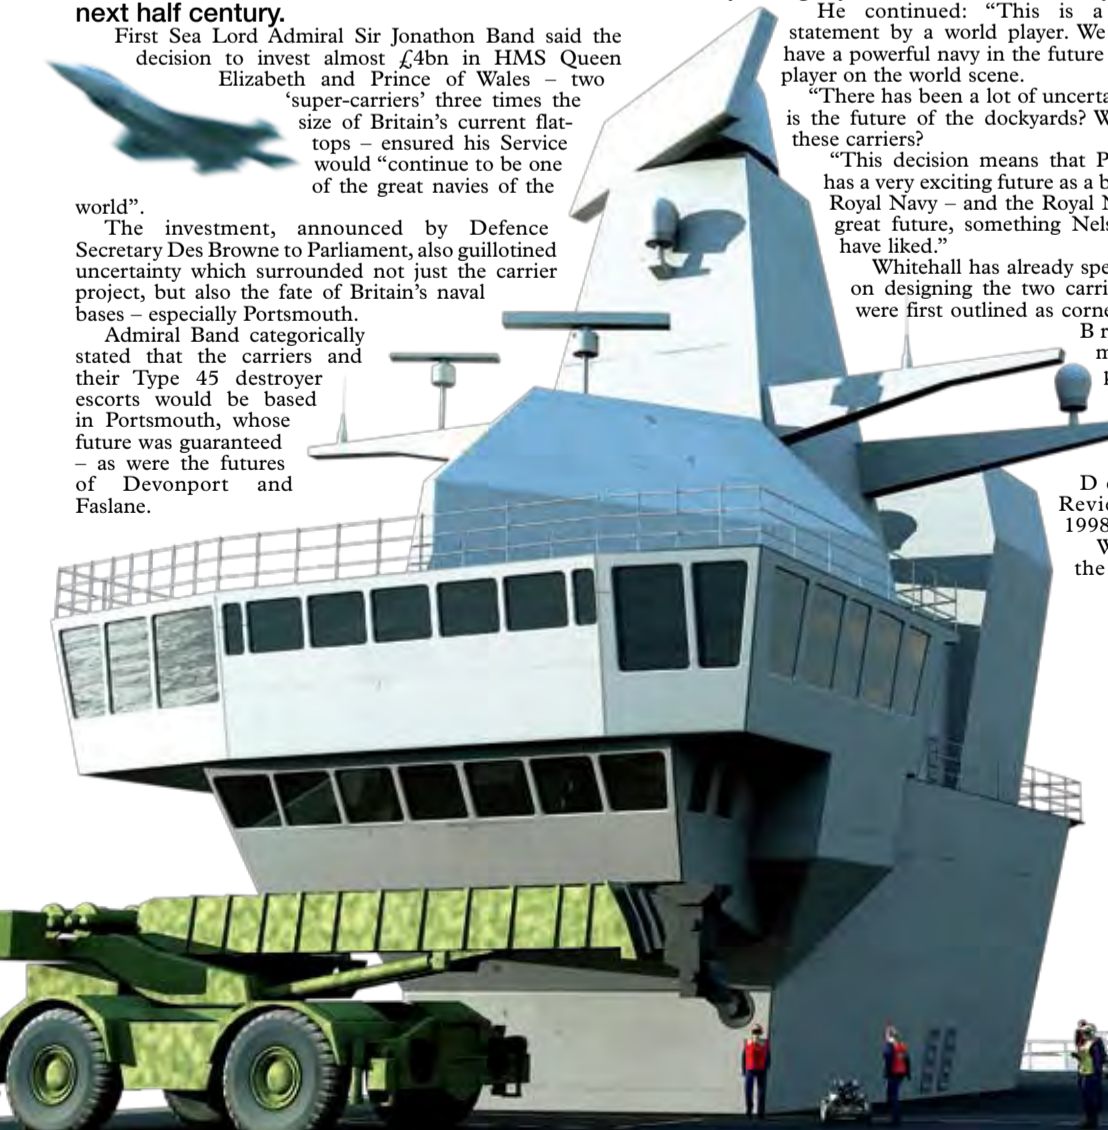 next half century.
First Sea Lord Admiral Sir Jonathon Band said the
decision to invest almost £4bn in HMS Queen
Elizabeth and Prince of Wales – two
‘super-carriers’ three times the
size of Britain’s current flat-
tops – ensured his Service
would “continue to be one
of the great navies of the
world”.
The investment, announced by Defence
Secretary Des Browne to Parliament, also guillotined
uncertainty which surrounded not just the carrier
project, but also the fate of Britain’s naval
bases – especially Portsmouth.
Admiral Band categorically
stated that the carriers and
their Type 45 destroyer
escorts would be based
in Portsmouth, whose
future was guaranteed
– as were the futures
of Devonport and
Faslane.
He continued: “This is a
statement by a world player. We
have a powerful navy in the future
player on the world scene.
“There has been a lot of
is the future of the dockyards?
these carriers?
“This decision means that
has a very exciting future as a
Royal Navy – and the Royal
great future, something
have liked.”
Whitehall has already
on designing the two
were first outlined as
1998
the